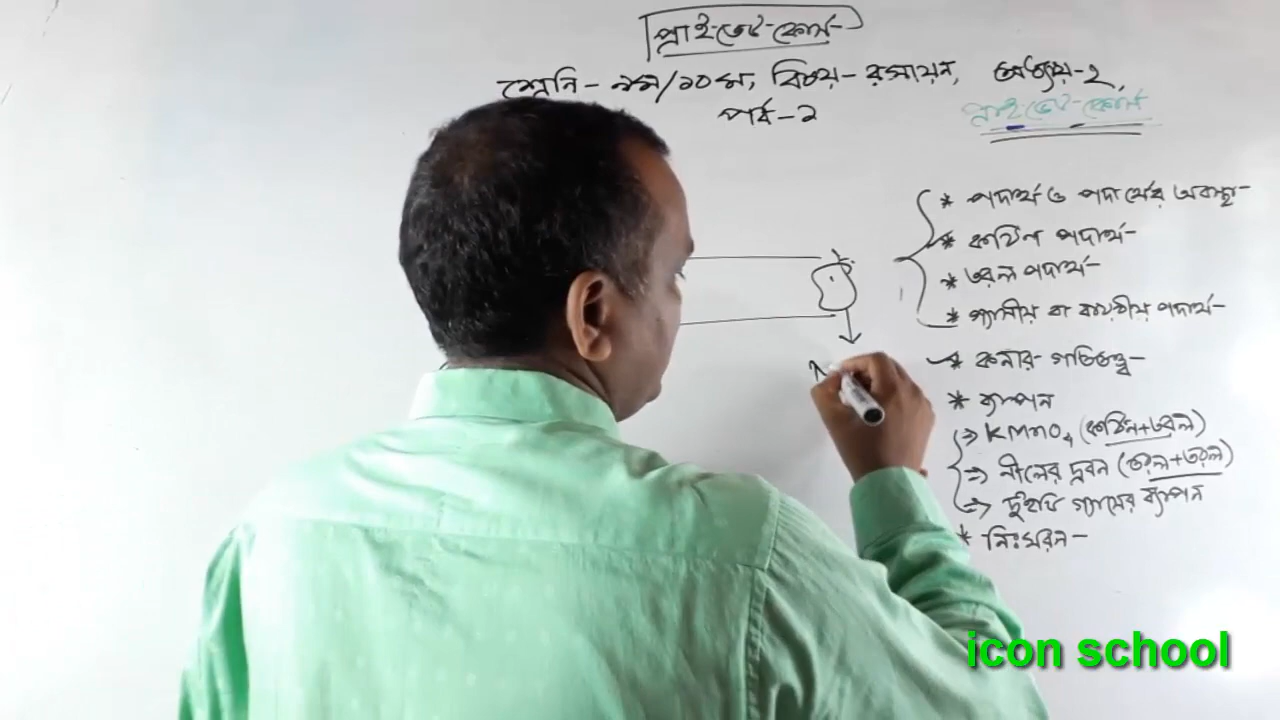 প্রাইভেট কোর্স
শ্রেনি - ৯ম/১০ম, বিষয় - রসায়ন, অধ্যায় - ২,
পর্ব - ১
প্রাইভেট কোর্স
* পদার্থ ও পদার্থের অবস্থা -
* কঠিন পদার্থ -
* তরল পদার্থ -
* গ্যাসীয় বা বায়বীয় পদার্থ -
* কনার গতিতত্ত্ব -
* ব্যাপন
⇒ KMnO4 (কঠিন+তরল)
⇒ নীলের দ্রবন (তরল+তরল)
⇒ দুইটি গ্যাসের ব্যাপন
* নিঃসরন -
N
icon school